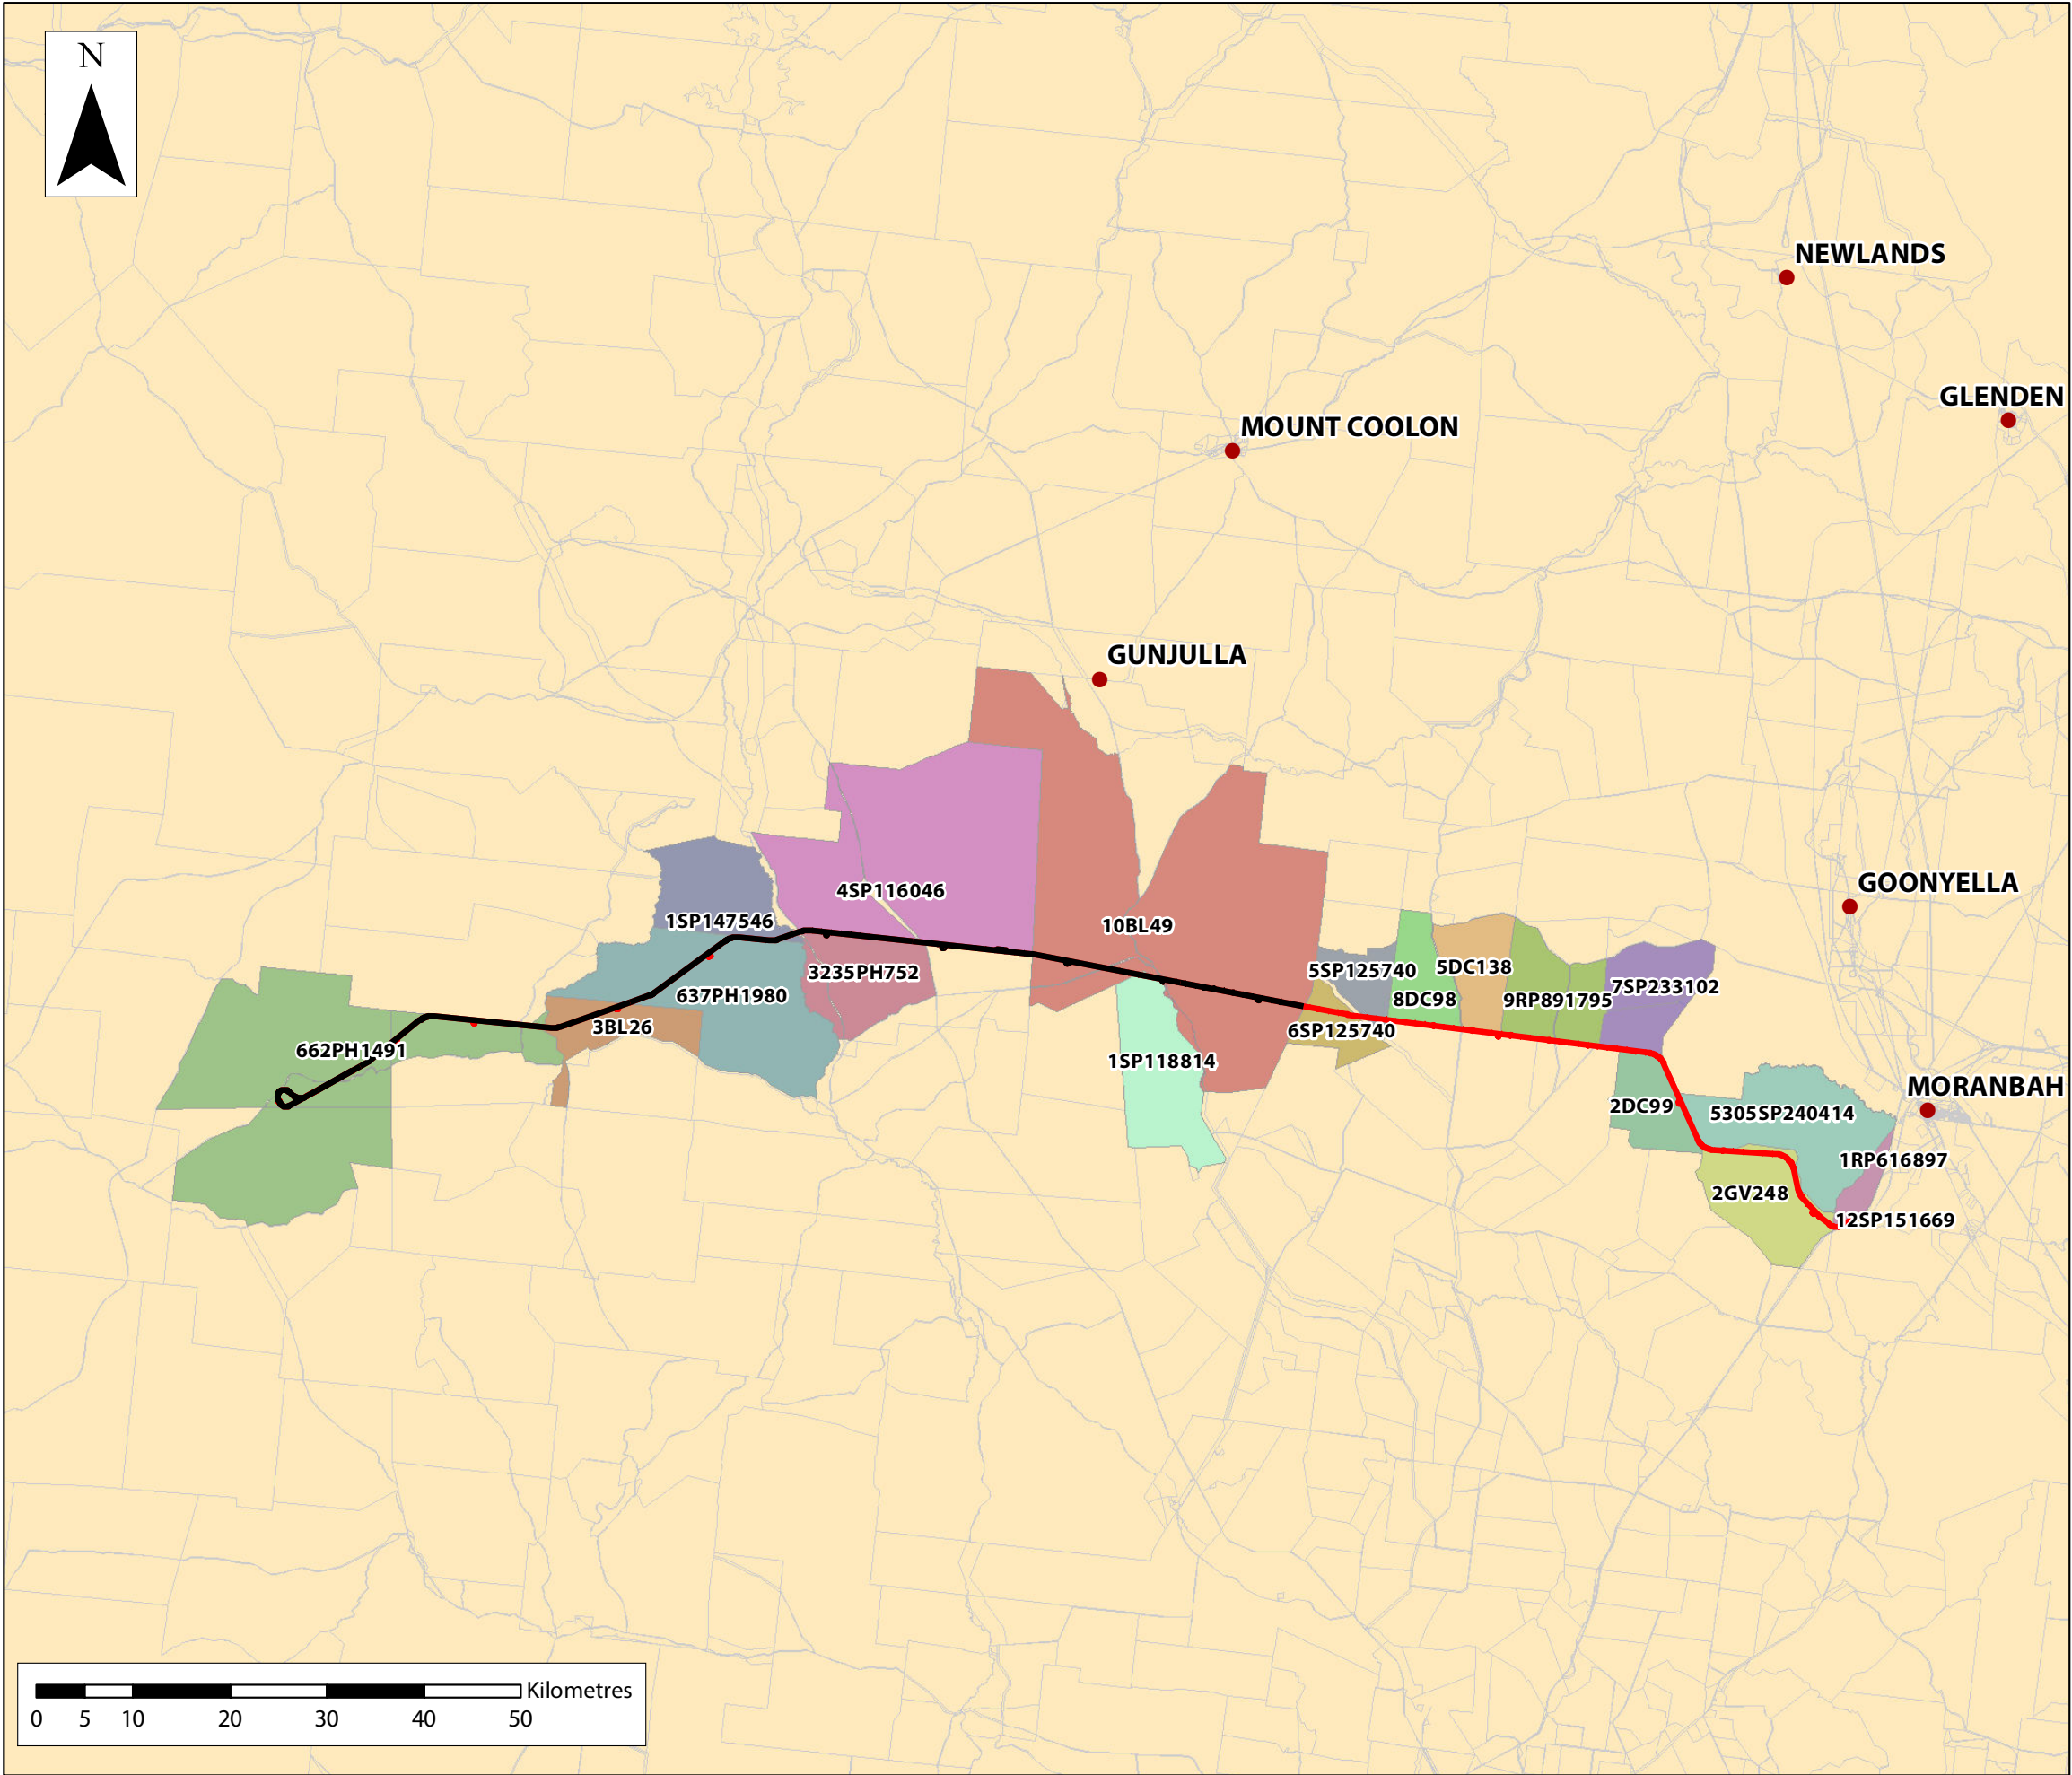 N
NEWLANDS
GLENDEN
MOUNT COOLON
GUNJULLA
GOONYELLA
4SP116046
1SP147546
10BL49
3235PH752
5SP125740
5DC138
637PH1980
8DC98
9RP891795
7SP233102
3BL26
6SP125740
662PH1491
1SP118814
MORANBAH
2DC99
5305SP240414
1RP616897
2GV248
12SP151669
Kilometres
0 5 10 20 30 40 50